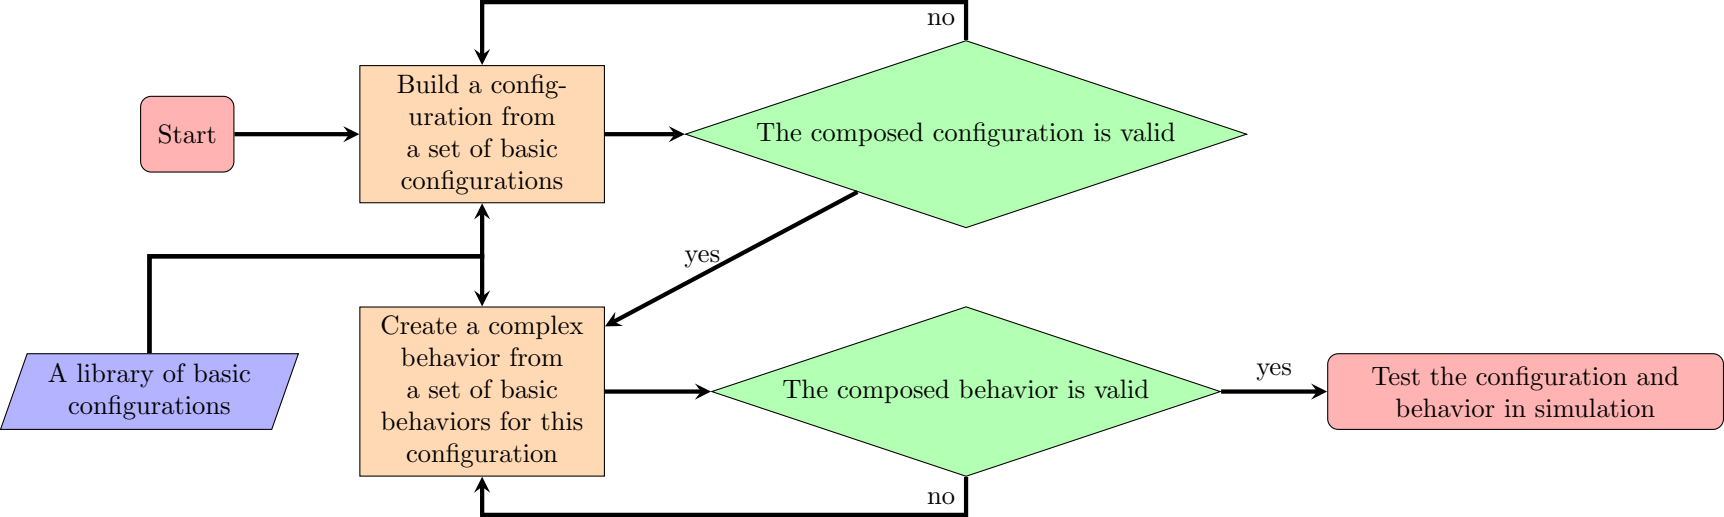 no
Start
Build a config-
uration from
a set of basic
configurations
The composed configuration is valid
yes
A library of basic
configurations
Create a complex
behavior from
a set of basic
behaviors for this
configuration
The composed behavior is valid
yes
Test the configuration and
behavior in simulation
no